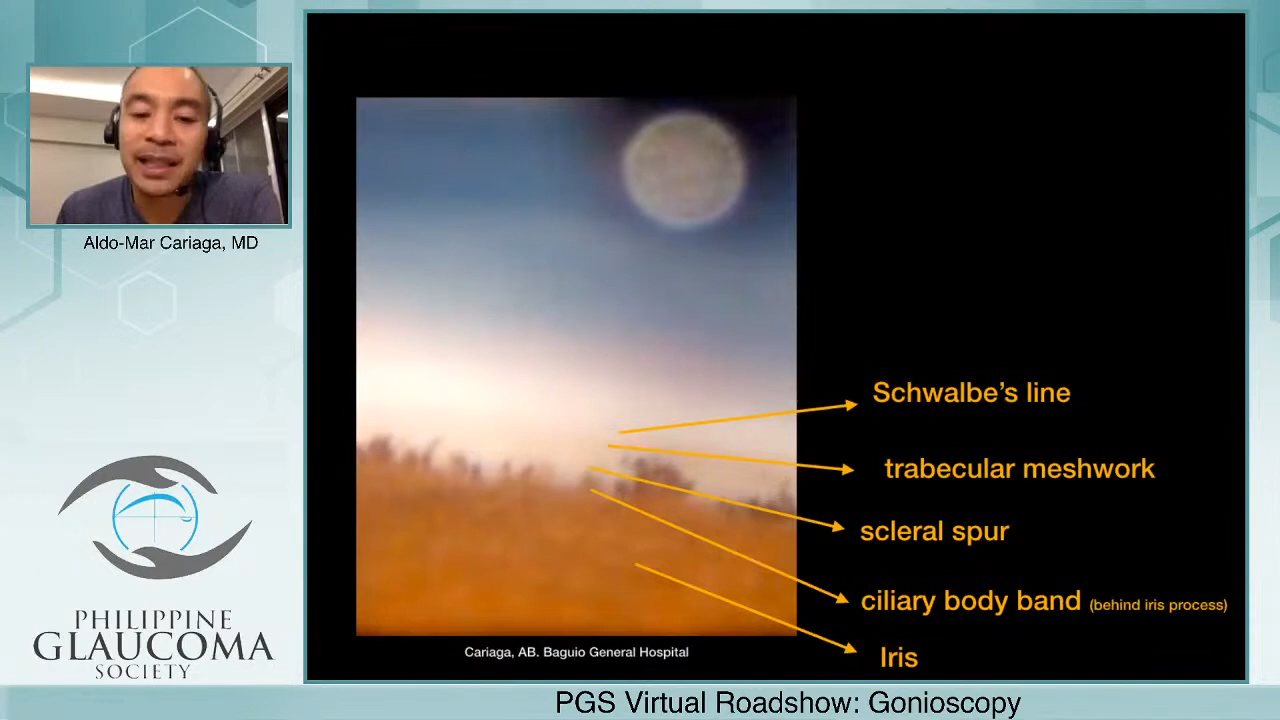 Aldo-Mar Cariaga, MD
Schwalbe's line
trabecular meshwork
scleral spur
ciliary body band (behind iris process)
Iris
Cariaga, AB. Baguio General Hospital
PHILIPPINE
GLAUCOMA
SOCIETY
PGS Virtual Roadshow: Gonioscopy